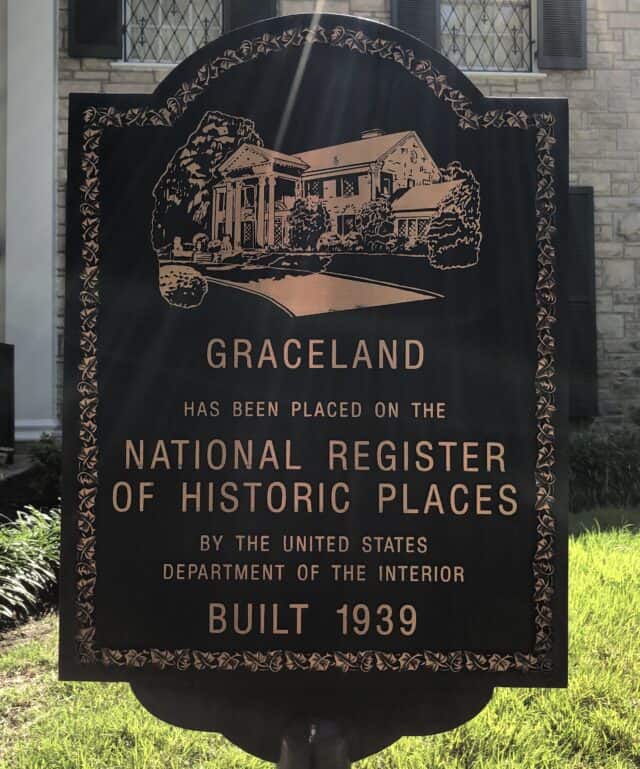 GRACELAND
HAS BEEN PLACED ON THE
NATIONAL REGISTER
OF HISTORIC PLACES
BY THE UNITED STATES
DEPARTMENT OF THE INTERIOR
BUILT 1939